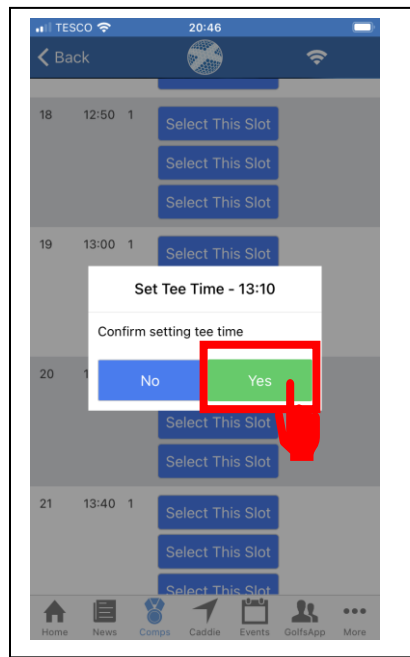 TESCO 20:46
Back
18 12:50 1 Select This Slot
Select This Slot
Select This Slot
19 13:00 1 Select This Slot
Set Tee Time - 13:10
Confirm setting tee time
No Yes
20 1
Select This Slot
Select This Slot
21 13:40 1 Select This Slot
Select This Slot
Select This Slot
Home News Comps Caddie Events GolfsApp More